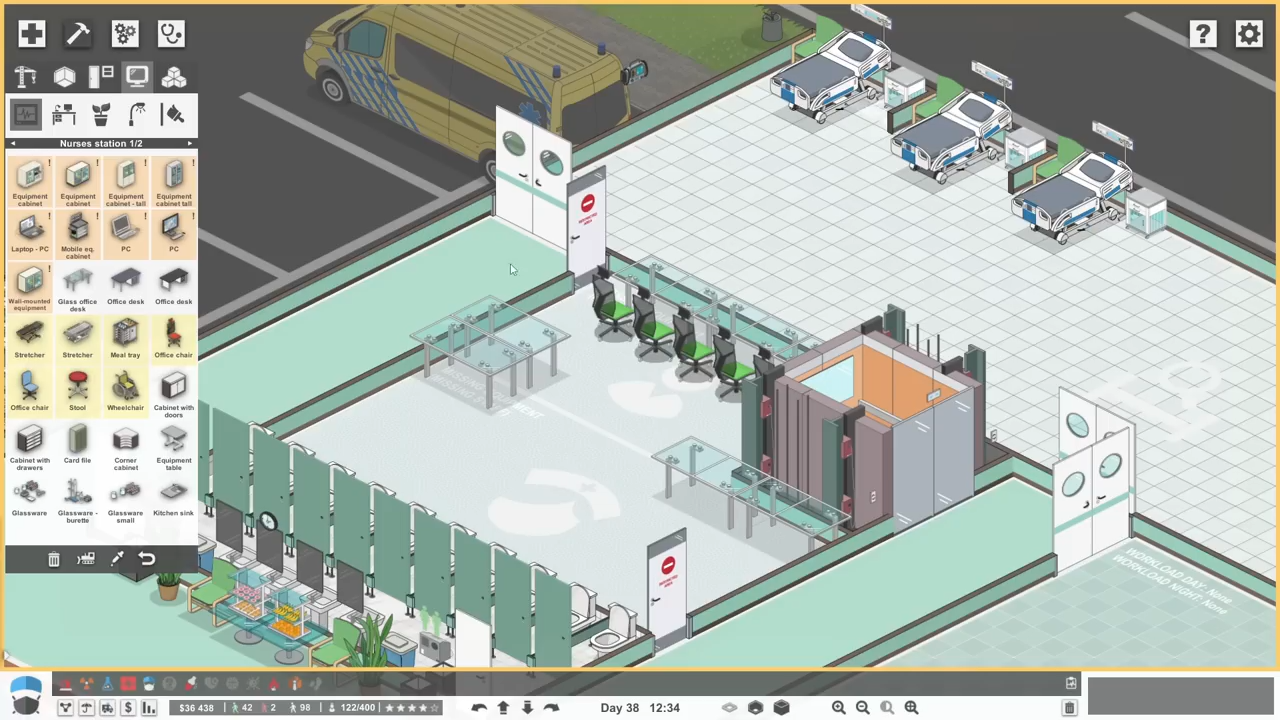 Nurses station 1/2
Equipment cabinet
Equipment cabinet
Equipment cabinet - tall
Equipment cabinet tall
Laptop - PC
Mobile eq. cabinet
PC
PC
Wall-mounted equipment
Glass office desk
Office desk
Office desk
Stretcher
Stretcher
Meal tray
Office chair
Office chair
Stool
Wheelchair
Cabinet with doors
Cabinet with drawers
Card file
Corner cabinet
Equipment table
Glassware
Glassware - burette
Glassware small
Kitchen sink
WORKLOAD DAY: None
WORKLOAD NIGHT: None
$36 438
42
2
98
122/400
Day 38 12:34